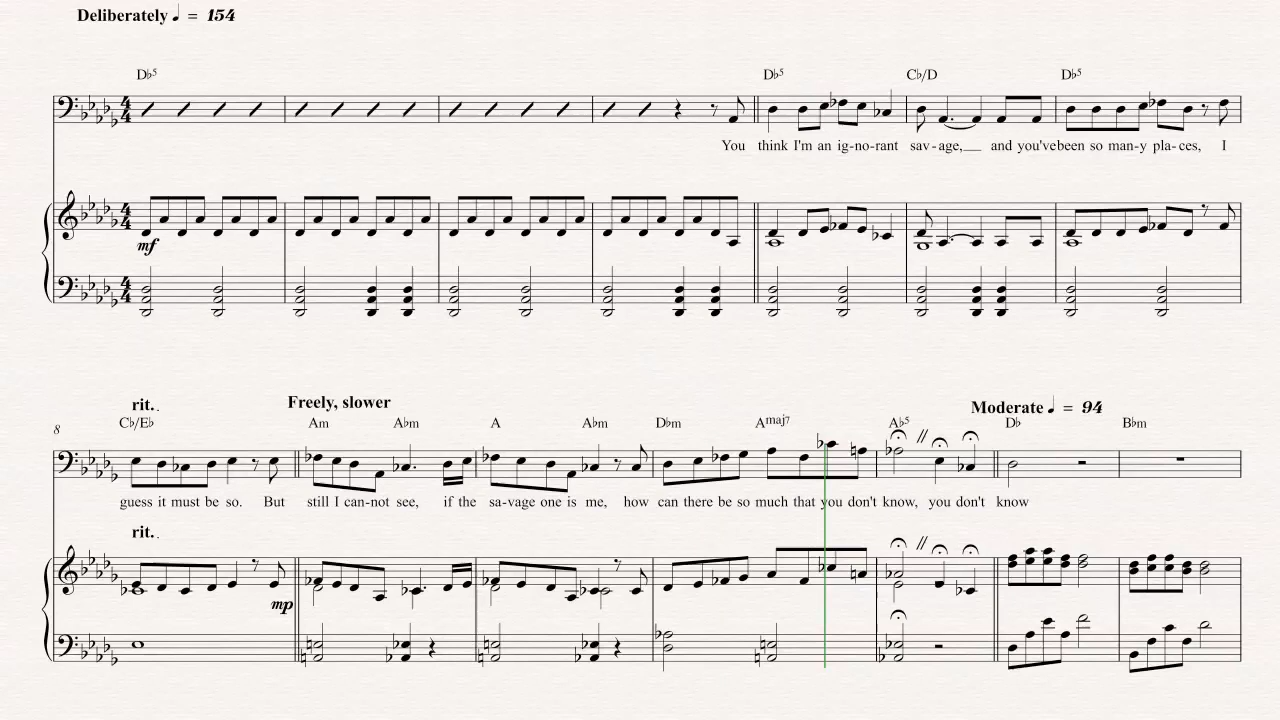 Deliberately ♩ = 154
D♭5 D♭5 C♭/D D♭5
You think I'm an ig-no-rant sav-age, and you've been so man-y pla-ces, I
mf
rit. Freely, slower Moderate ♩ = 94
8 C♭/E♭ Am A♭m A A♭m D♭m Amaj7 A♭5 D♭ B♭m
guess it must be so. But still I can-not see, if the sa-vage one is me, how can there be so much that you don't know, you don't know
rit.
mp